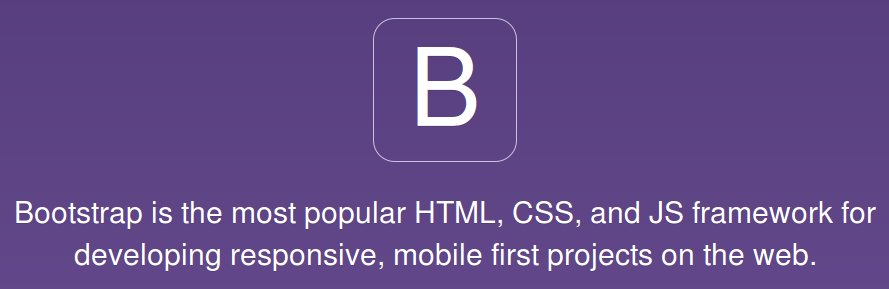 B
Bootstrap is the most popular HTML, CSS, and JS framework for
developing responsive, mobile first projects on the web.